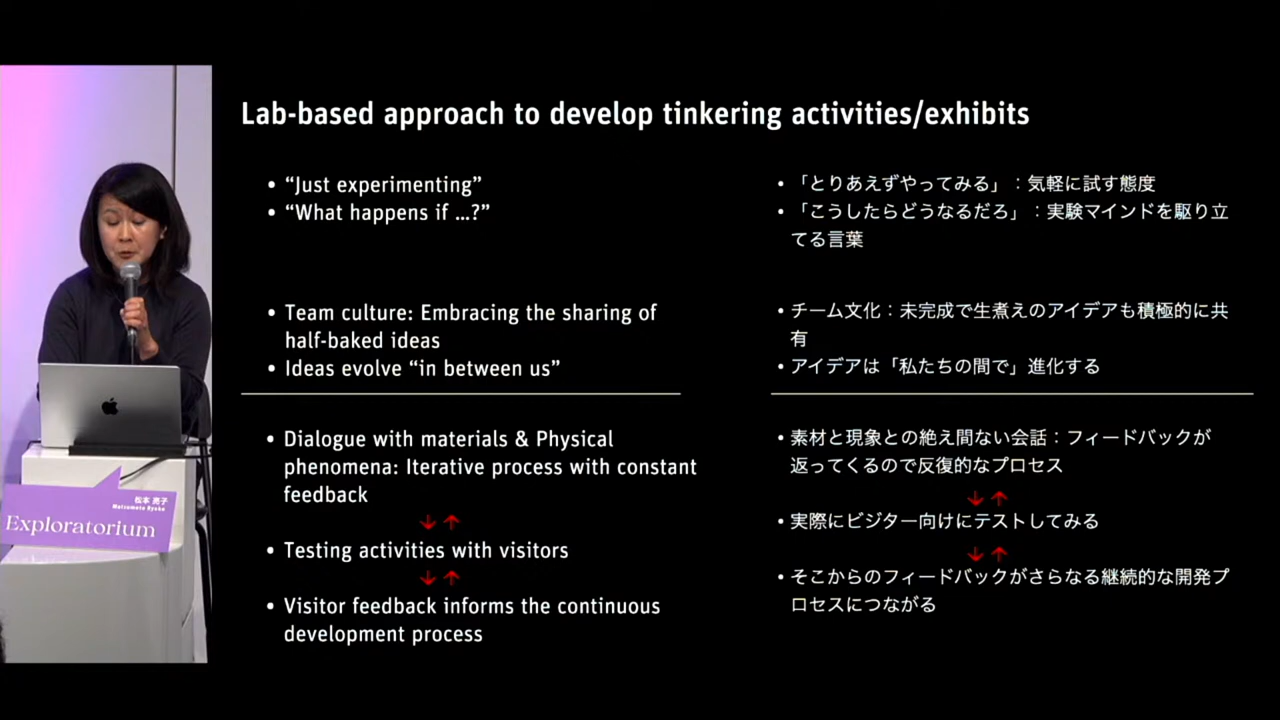 Lab-based approach to develop tinkering activities/exhibits
• “Just experimenting”
• “What happens if ...?”
• Team culture: Embracing the sharing of
half-baked ideas
• Ideas evolve “in between us”
• Dialogue with materials & Physical
phenomena: Iterative process with constant
feedback
↓↑
• Testing activities with visitors
↓↑
• Visitor feedback informs the continuous
development process
• 「とりあえずやってみる」：気軽に試す態度
• 「こうしたらどうなるだろ」：実験マインドを駆り立
てる言葉
• チーム文化：未完成で生煮えのアイデアも積極的に共
有
• アイデアは「私たちの間で」進化する
• 素材と現象との絶え間ない会話：フィードバックが
返ってくるので反復的なプロセス
↓↑
• 実際にビジター向けにテストしてみる
↓↑
• そこからのフィードバックがさらなる継続的な開発プ
ロセスにつながる
松本 亮子
Matsumoto Ryoko
Exploratorium